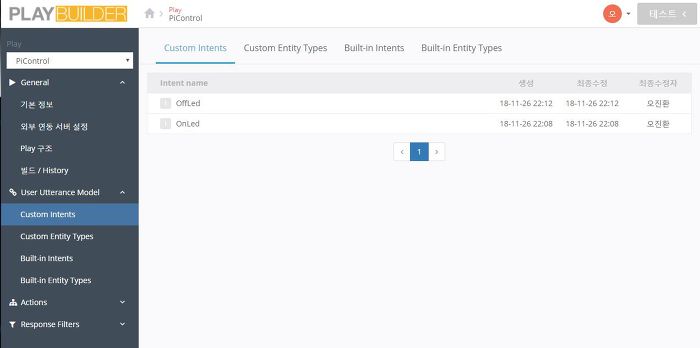 PLAY BUILDER
Play
PiControl
오
테스트
Play
PiControl
General
기본 정보
외부 연동 서버 설정
Play 구조
빌드 / History
User Utterance Model
Custom Intents
Custom Entity Types
Built-in Intents
Built-in Entity Types
Actions
Response Filters
Custom Intents Custom Entity Types Built-in Intents Built-in Entity Types
Intent name 생성 최종수정 최종수정자
OffLed 18-11-26 22:12 18-11-26 22:12 오진환
OnLed 18-11-26 22:08 18-11-26 22:08 오진환
‹ 1 ›